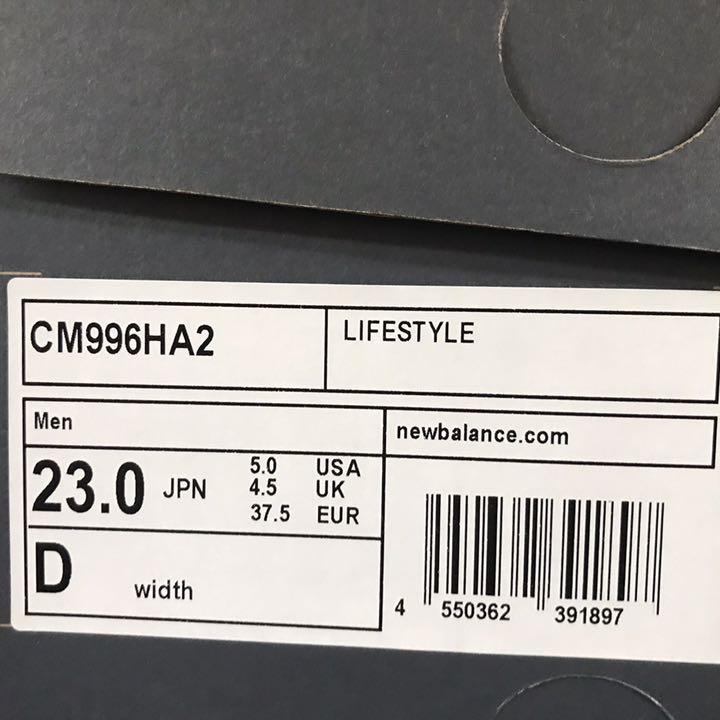 CM996HA2
LIFESTYLE
Men
newbalance.com
23.0 JPN
5.0 USA
4.5 UK
37.5 EUR
D width
4 550362 391897